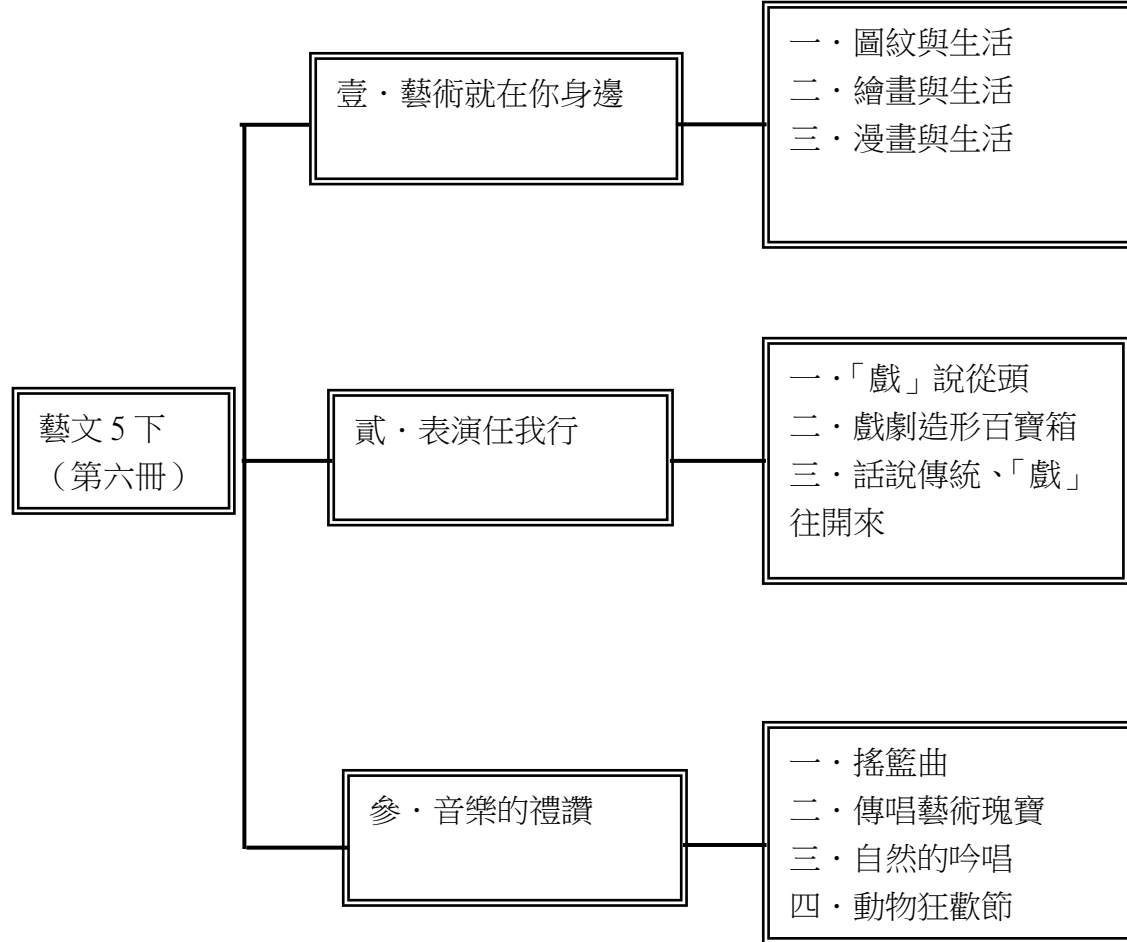 藝文 5 下
（第六冊）
壹．藝術就在你身邊
一．圖紋與生活
二．繪畫與生活
三．漫畫與生活
貳．表演任我行
一．「戲」說從頭
二．戲劇造形百寶箱
三．話說傳統、「戲」
往開來
參．音樂的禮讚
一．搖籃曲
二．傳唱藝術瑰寶
三．自然的吟唱
四．動物狂歡節